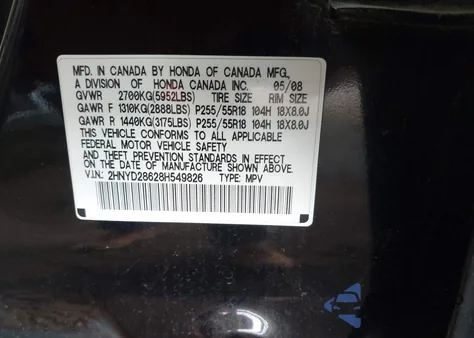 MFD. IN CANADA BY HONDA OF CANADA MFG.,
A DIVISION OF HONDA CANADA INC. 05/08
GVWR 2700KG(5952LBS) TIRE SIZE RIM SIZE
GAWR F 1310KG(2888LBS) P255/55R18 104H 18X8.0J
GAWR R 1440KG(3175LBS) P255/55R18 104H 18X8.0J
THIS VEHICLE CONFORMS TO ALL APPLICABLE
FEDERAL MOTOR VEHICLE SAFETY STANDARDS IN EFFECT
ON THE DATE OF MANUFACTURE SHOWN ABOVE.
V.I.N.: 2HNYD28628H549826 TYPE: MPV